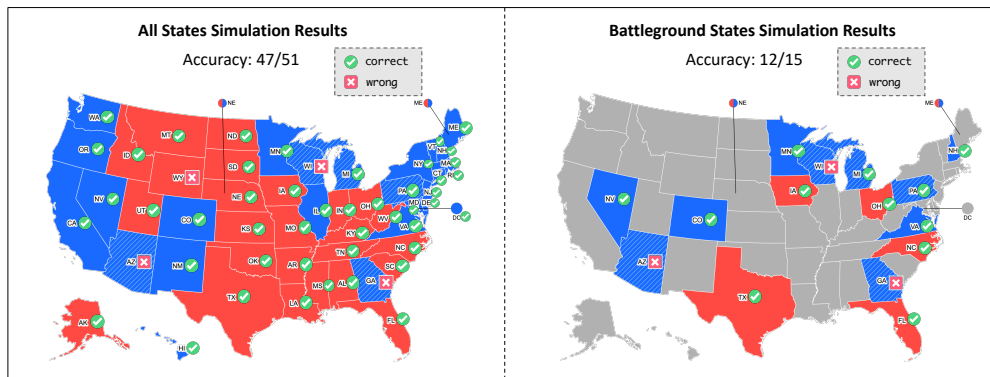 All States Simulation Results
Accuracy: 47/51
correct
wrong
NE
ME
WA
MT
ND
MN
ME
VT
NH
OR
ID
SD
WI
MI
NY
MA
CT
RI
WY
IA
PA
NJ
NV
NE
IL
IN
OH
MD
DE
UT
CO
WV
DC
CA
KS
MO
KY
VA
TN
NC
AZ
NM
OK
AR
SC
MS
AL
GA
TX
LA
FL
AK
HI
Battleground States Simulation Results
Accuracy: 12/15
correct
wrong
NE
ME
MN
NH
WI
MI
IA
PA
NV
OH
CO
DC
VA
NC
AZ
GA
TX
FL